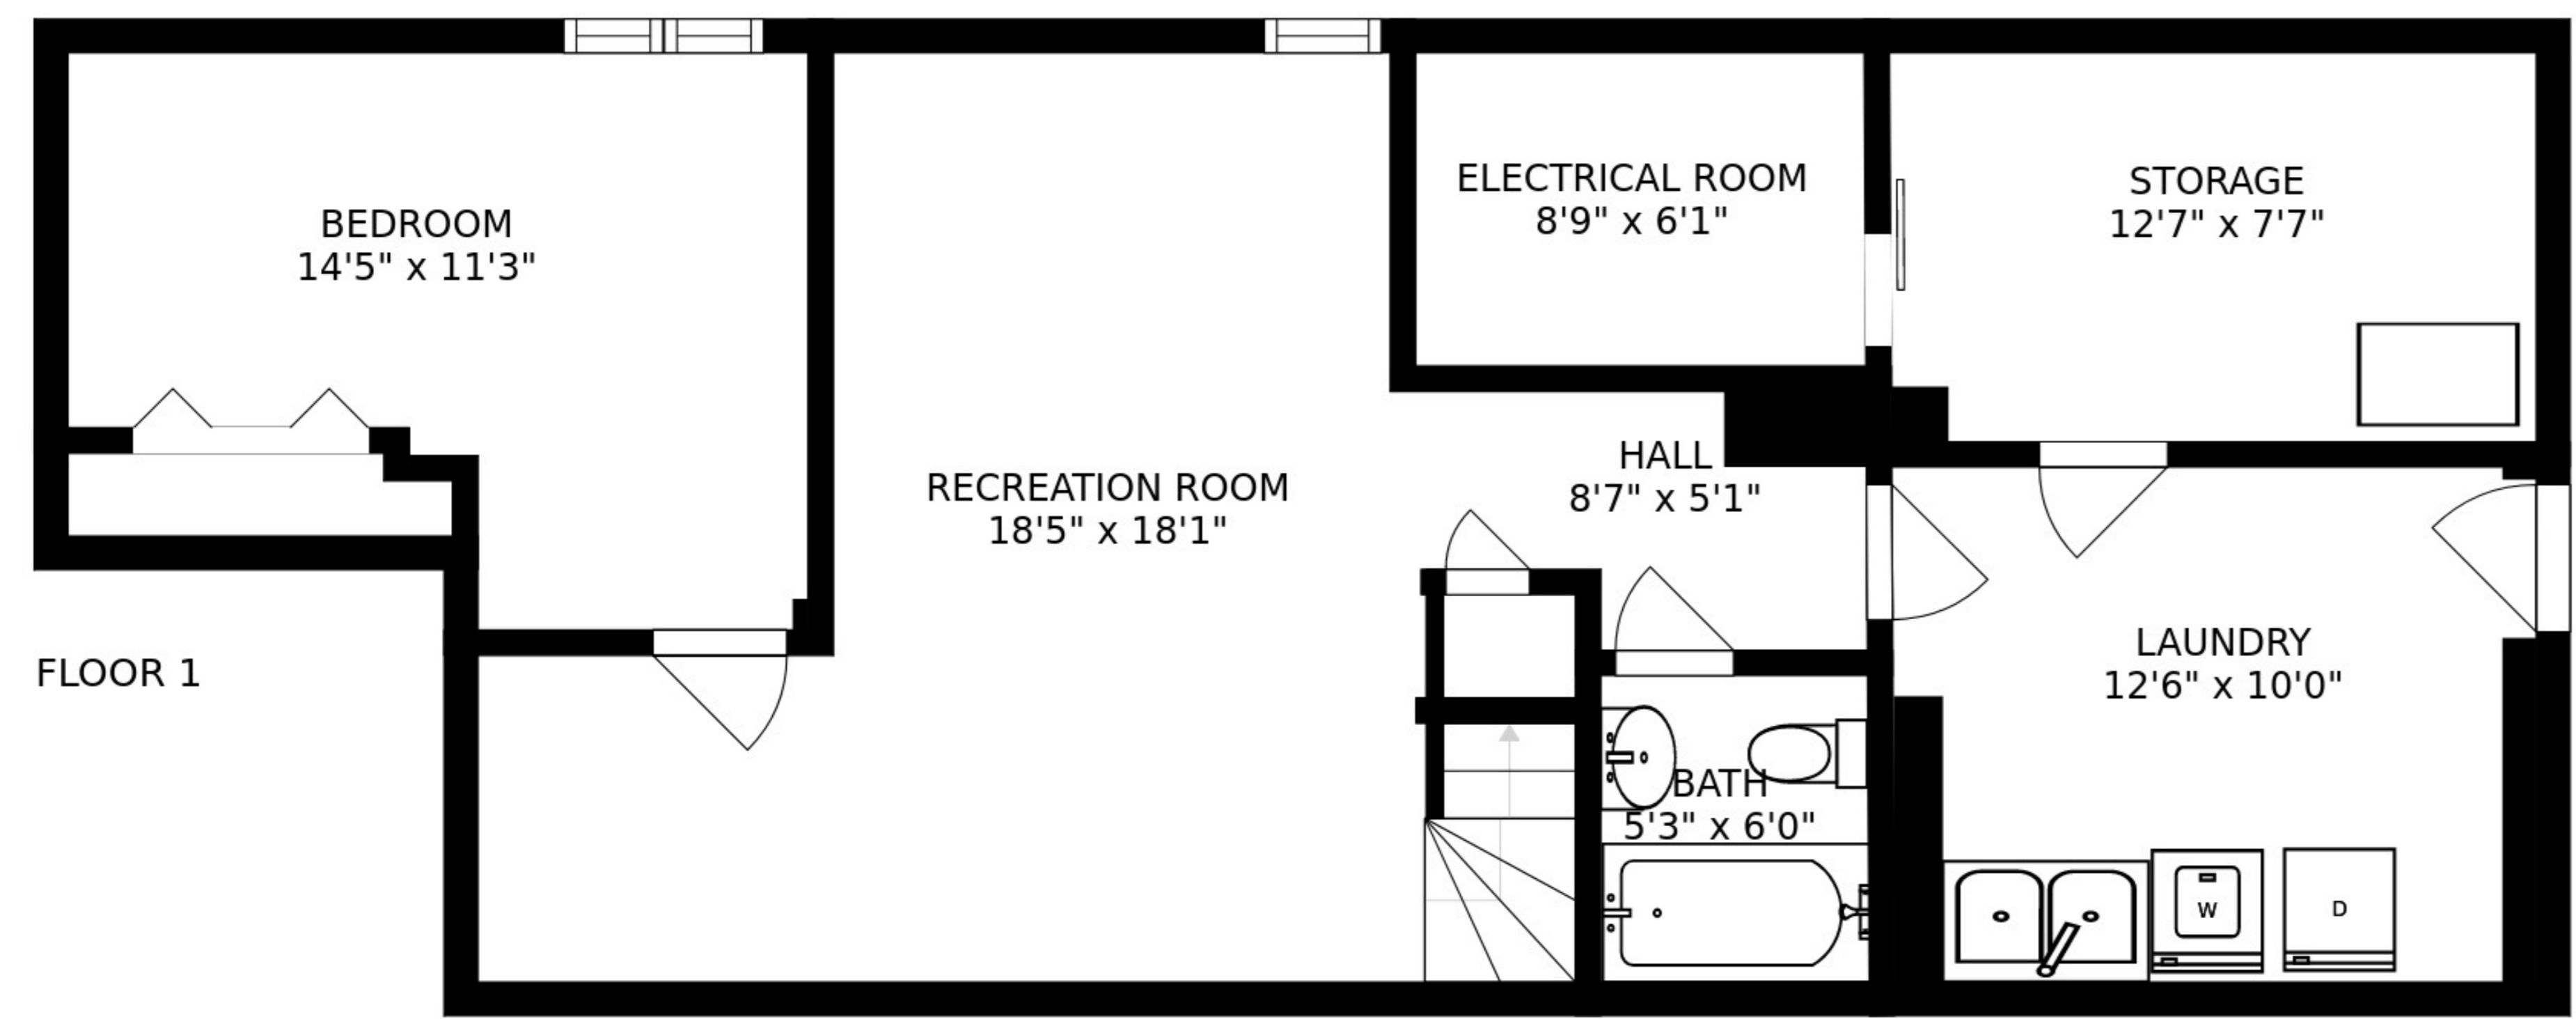 BEDROOM
14'5" x 11'3"
RECREATION ROOM
18'5" x 18'1"
ELECTRICAL ROOM
8'9" x 6'1"
STORAGE
12'7" x 7'7"
HALL
8'7" x 5'1"
LAUNDRY
12'6" x 10'0"
BATH
5'3" x 6'0"
W
D
FLOOR 1